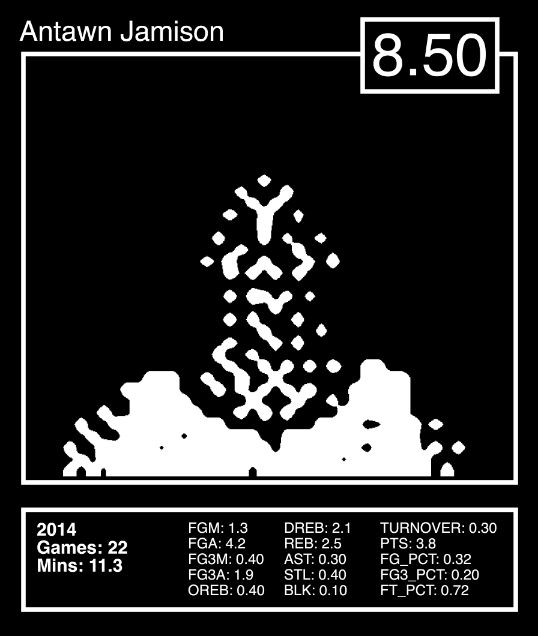 Antawn Jamison
8.50
2014
Games: 22
Mins: 11.3
FGM: 1.3
FGA: 4.2
FG3M: 0.40
FG3A: 1.9
OREB: 0.40
DREB: 2.1
REB: 2.5
AST: 0.30
STL: 0.40
BLK: 0.10
TURNOVER: 0.30
PTS: 3.8
FG_PCT: 0.32
FG3_PCT: 0.20
FT_PCT: 0.72